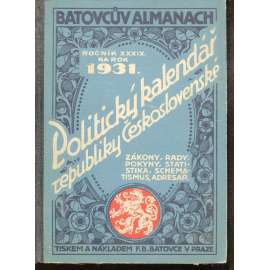 BATOVCŮV ALMANACH
ROČNÍK XXXIX.
NA ROK
1931.
Politický kalendář
republiky Československé
ZÁKONY, RADY,
POKYNY, STATI-
STIKA, SCHEMA-
TISMUS, ADRESÁŘ.
TISKEM A NÁKLADEM F.B. BATOVCE V PRAZE